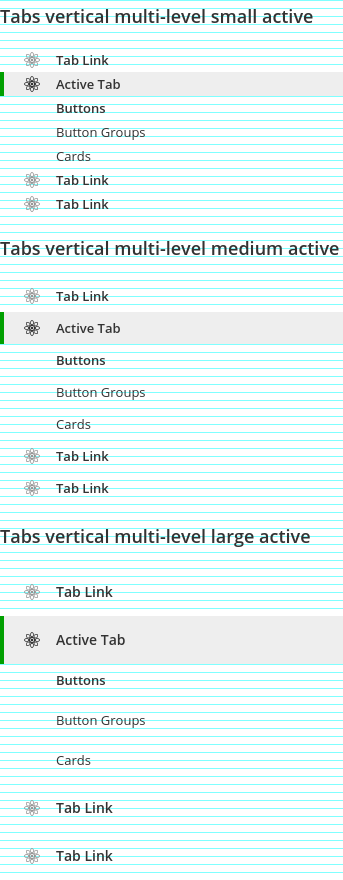 Tabs vertical multi-level small active
Tab Link
Active Tab
Buttons
Button Groups
Cards
Tab Link
Tab Link
Tabs vertical multi-level medium active
Tab Link
Active Tab
Buttons
Button Groups
Cards
Tab Link
Tab Link
Tabs vertical multi-level large active
Tab Link
Active Tab
Buttons
Button Groups
Cards
Tab Link
Tab Link